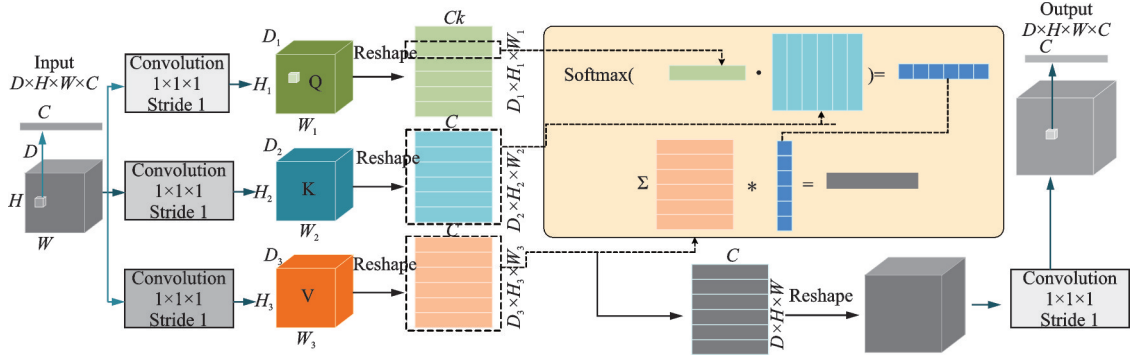 Input
D×H×W×C
C
D
H
W
Convolution
1×1×1
Stride 1
Convolution
1×1×1
Stride 1
Convolution
1×1×1
Stride 1
D₁
H₁
Q
W₁
D₂
H₂
K
W₂
D₃
H₃
V
W₃
Reshape
Reshape
Reshape
Ck
D₁×H₁×W₁
C
D₂×H₂×W₂
C
D₃×H₃×W₃
Softmax(
•
)=
Σ
*
=
C
D×H×W
Reshape
Convolution
1×1×1
Stride 1
Output
D×H×W×C
C